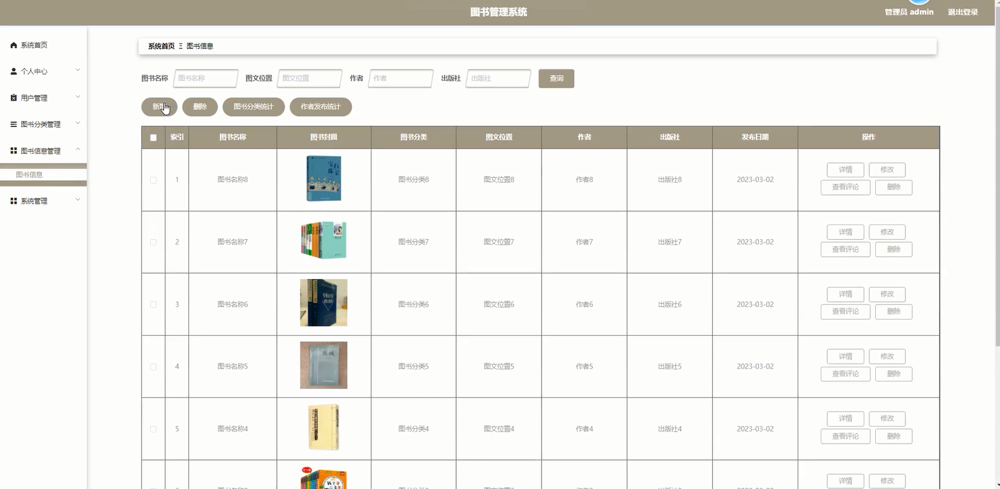 图书管理系统
管理员 admin 退出登录
系统首页
个人中心
用户管理
图书分类管理
图书信息管理
图书信息
系统管理
系统首页 Ξ 图书信息
图书名称 图书名称 图文位置 图文位置 作者 作者 出版社 出版社 查询
新增 删除 图书分类统计 作者发布统计
索引 图书名称 图书封面 图书分类 图文位置 作者 出版社 发布日期 操作
1 图书名称8 图书分类8 图文位置8 作者8 出版社8 2023-03-02 详情 修改
查看评论 删除
2 图书名称7 图书分类7 图文位置7 作者7 出版社7 2023-03-02 详情 修改
查看评论 删除
3 图书名称6 图书分类6 图文位置6 作者6 出版社6 2023-03-02 详情 修改
查看评论 删除
4 图书名称5 图书分类5 图文位置5 作者5 出版社5 2023-03-02 详情 修改
查看评论 删除
围城
5 图书名称4 图书分类4 图文位置4 作者4 出版社4 2023-03-02 详情 修改
查看评论 删除
详情 修改